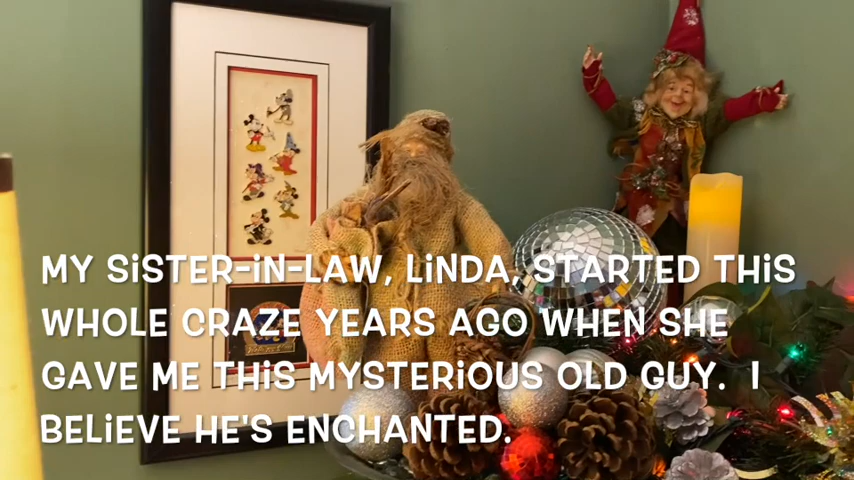 MY SISTER-IN-LAW, LINDA, STARTED THIS
WHOLE CRAZE YEARS AGO WHEN SHE
GAVE ME THIS MYSTERIOUS OLD GUY.  I
BELIEVE HE'S ENCHANTED.